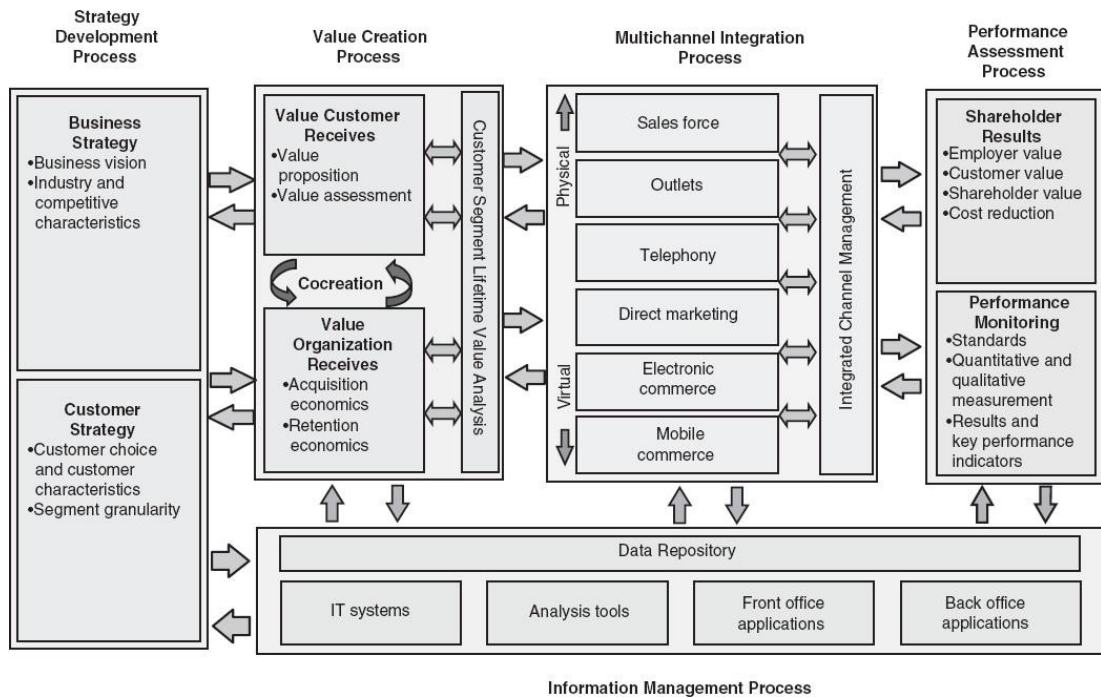 Strategy
Development
Process
Value Creation
Process
Multichannel Integration
Process
Performance
Assessment
Process
Business
Strategy
•Business vision
•Industry and
competitive
characteristics
Customer
Strategy
•Customer choice
and customer
characteristics
•Segment granularity
Value Customer
Receives
•Value
proposition
•Value assessment
Cocreation
Value
Organization
Receives
•Acquisition
economics
•Retention
economics
Customer Segment Lifetime Value Analysis
Physical
Virtual
Sales force
Outlets
Telephony
Direct marketing
Electronic
commerce
Mobile
commerce
Integrated Channel Management
Shareholder
Results
•Employer value
•Customer value
•Shareholder value
•Cost reduction
Performance
Monitoring
•Standards
•Quantitative and
qualitative
measurement
•Results and
key performance
indicators
Data Repository
IT systems
Analysis tools
Front office
applications
Back office
applications
Information Management Process